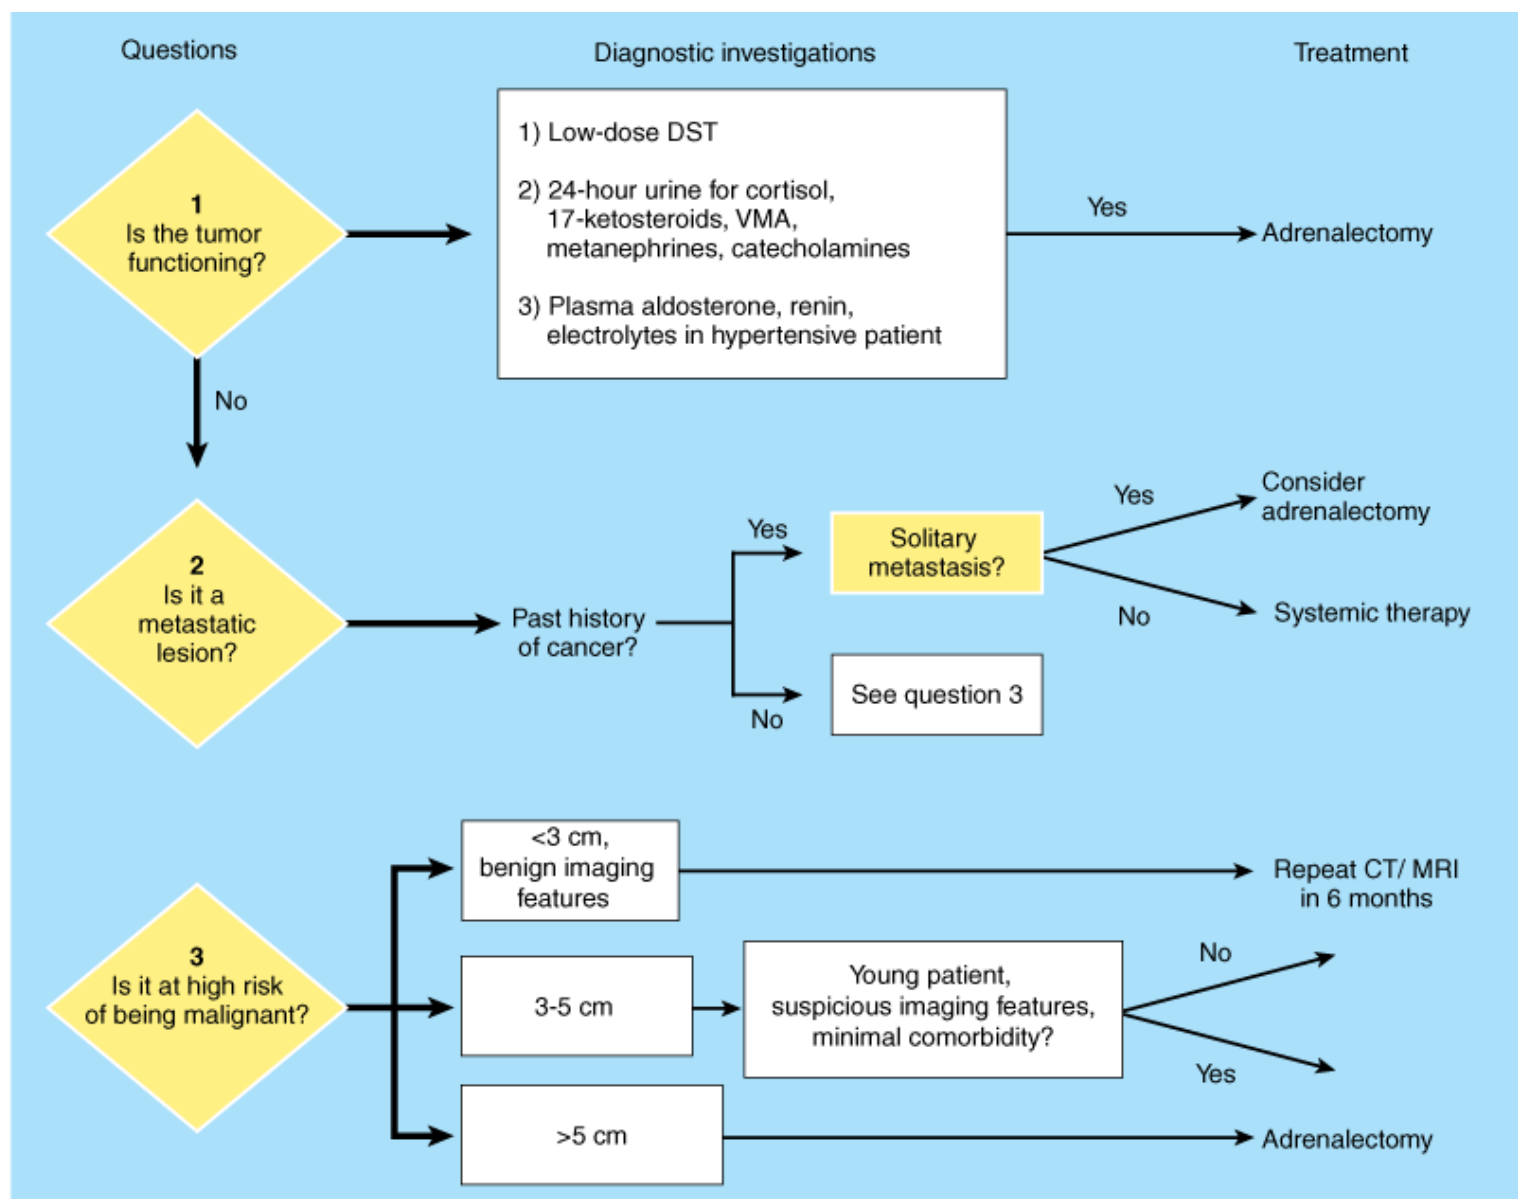 Questions
Diagnostic investigations
Treatment
1
Is the tumor
functioning?
1) Low-dose DST
2) 24-hour urine for cortisol,
17-ketosteroids, VMA,
metanephrines, catecholamines
3) Plasma aldosterone, renin,
electrolytes in hypertensive patient
Yes
Adrenalectomy
No
2
Is it a
metastatic
lesion?
Past history
of cancer?
Yes
Solitary
metastasis?
Yes
Consider
adrenalectomy
No
Systemic therapy
No
See question 3
3
Is it at high risk
of being malignant?
<3 cm,
benign imaging
features
Repeat CT/ MRI
in 6 months
3-5 cm
Young patient,
suspicious imaging features,
minimal comorbidity?
No
Yes
>5 cm
Adrenalectomy